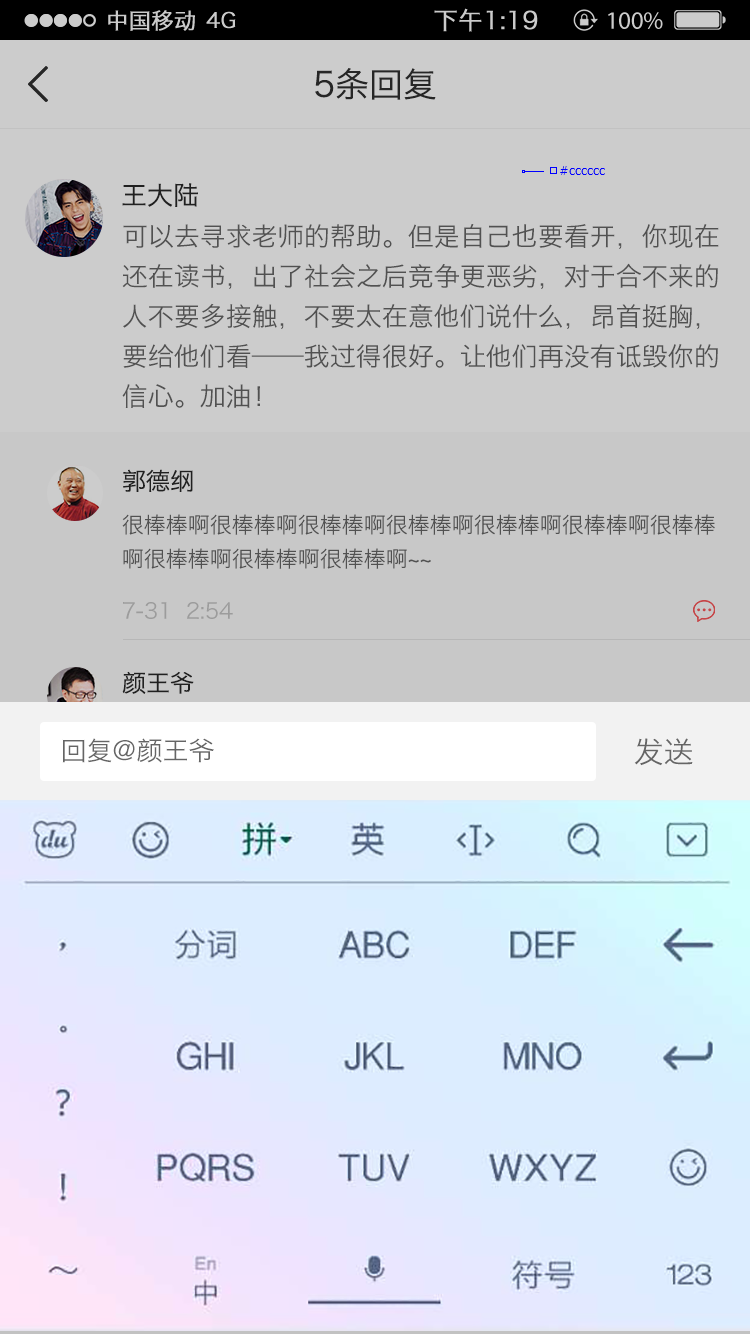 中国移动 4G 下午1:19 100%
5条回复
#cccccc
王大陆
可以去寻求老师的帮助。但是自己也要看开，你现在
还在读书，出了社会之后竞争更恶劣，对于合不来的
人不要多接触，不要太在意他们说什么，昂首挺胸，
要给他们看——我过得很好。让他们再没有诋毁你的
信心。加油！
郭德纲
很棒棒啊很棒棒啊很棒棒啊很棒棒啊很棒棒啊很棒棒啊很棒棒
啊很棒棒啊很棒棒啊很棒棒啊~~
7-31 2:54
颜王爷
回复@颜王爷 发送
du 拼 英
， 分词 ABC DEF
。
GHI JKL MNO
？
PQRS TUV WXYZ
！
～ En 中 符号 123